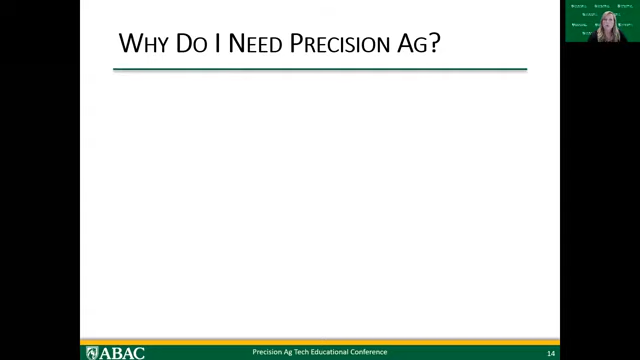 WHY DO I NEED PRECISION AG?
ABAC
Precision Ag Tech Educational Conference
14